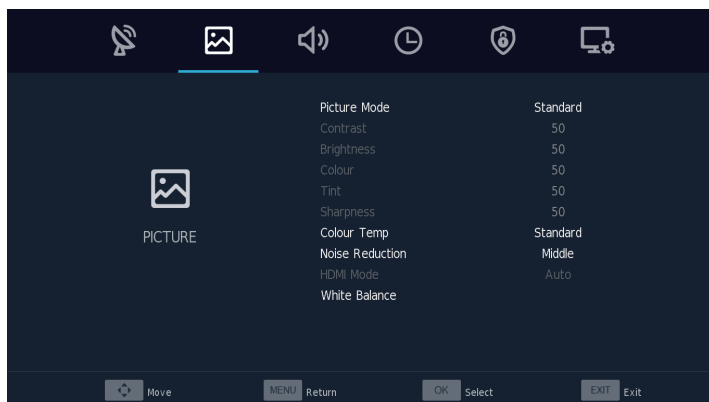 Picture Mode Standard
Contrast 50
Brightness 50
Colour 50
Tint 50
Sharpness 50
PICTURE
Colour Temp Standard
Noise Reduction Middle
HDMI Mode Auto
White Balance
Move MENU Return OK Select EXIT Exit